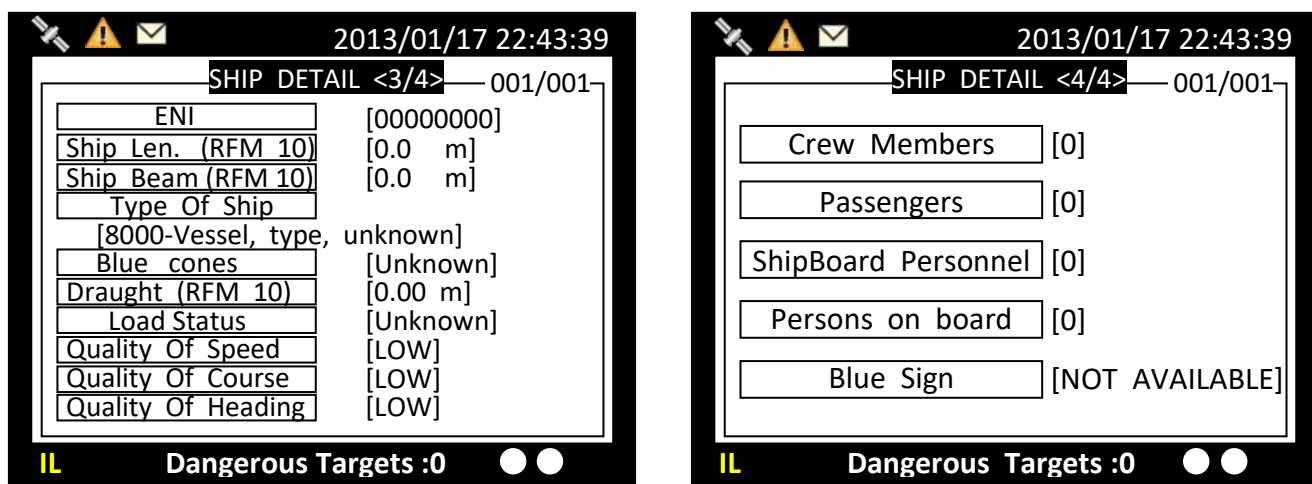 2013/01/17 22:43:39
SHIP DETAIL <3/4> 001/001
ENI [00000000]
Ship Len. (RFM 10) [0.0 m]
Ship Beam (RFM 10) [0.0 m]
Type Of Ship
[8000-Vessel, type, unknown]
Blue cones [Unknown]
Draught (RFM 10) [0.00 m]
Load Status [Unknown]
Quality Of Speed [LOW]
Quality Of Course [LOW]
Quality Of Heading [LOW]
IL Dangerous Targets :0
2013/01/17 22:43:39
SHIP DETAIL <4/4> 001/001
Crew Members [0]
Passengers [0]
ShipBoard Personnel [0]
Persons on board [0]
Blue Sign [NOT AVAILABLE]
IL Dangerous Targets :0